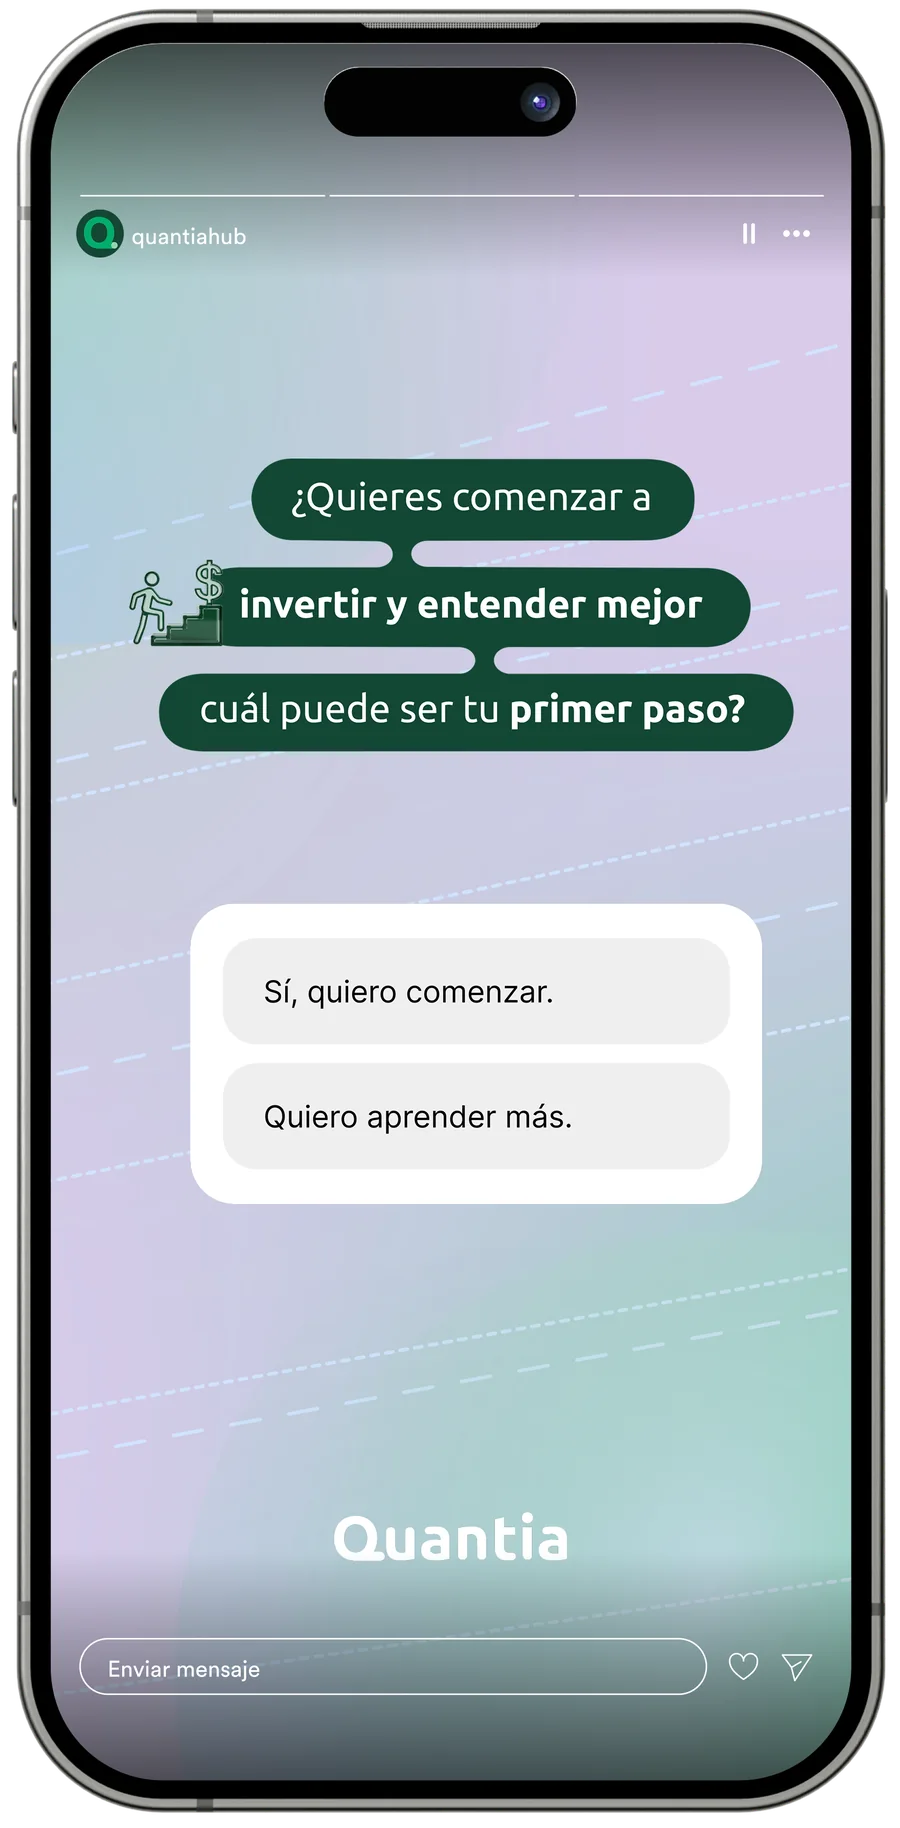 quantiahub
¿Quieres comenzar a
invertir y entender mejor
cuál puede ser tu primer paso?
Sí, quiero comenzar.
Quiero aprender más.
Quantia
Enviar mensaje